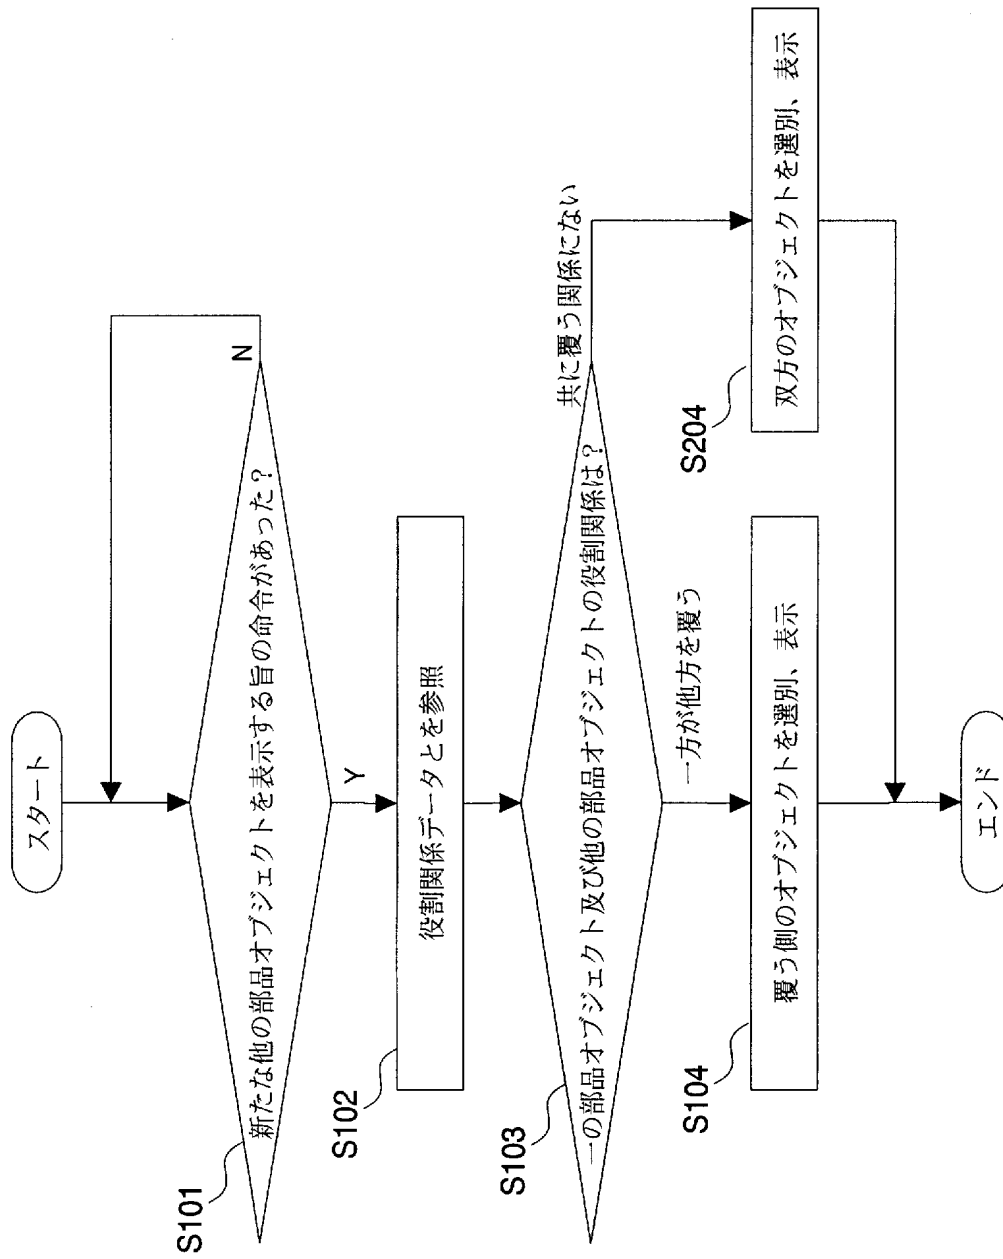 スタート
S101
新たな他の部品オブジェクトを表示する旨の命令があった？
N
Y
S102
役割関係データとを参照
S103
一の部品オブジェクト及び他の部品オブジェクトの役割関係は？
共に覆う関係にない
一方が他方を覆う
S104
覆う側のオブジェクトを選別、表示
S204
双方のオブジェクトを選別、表示
エンド